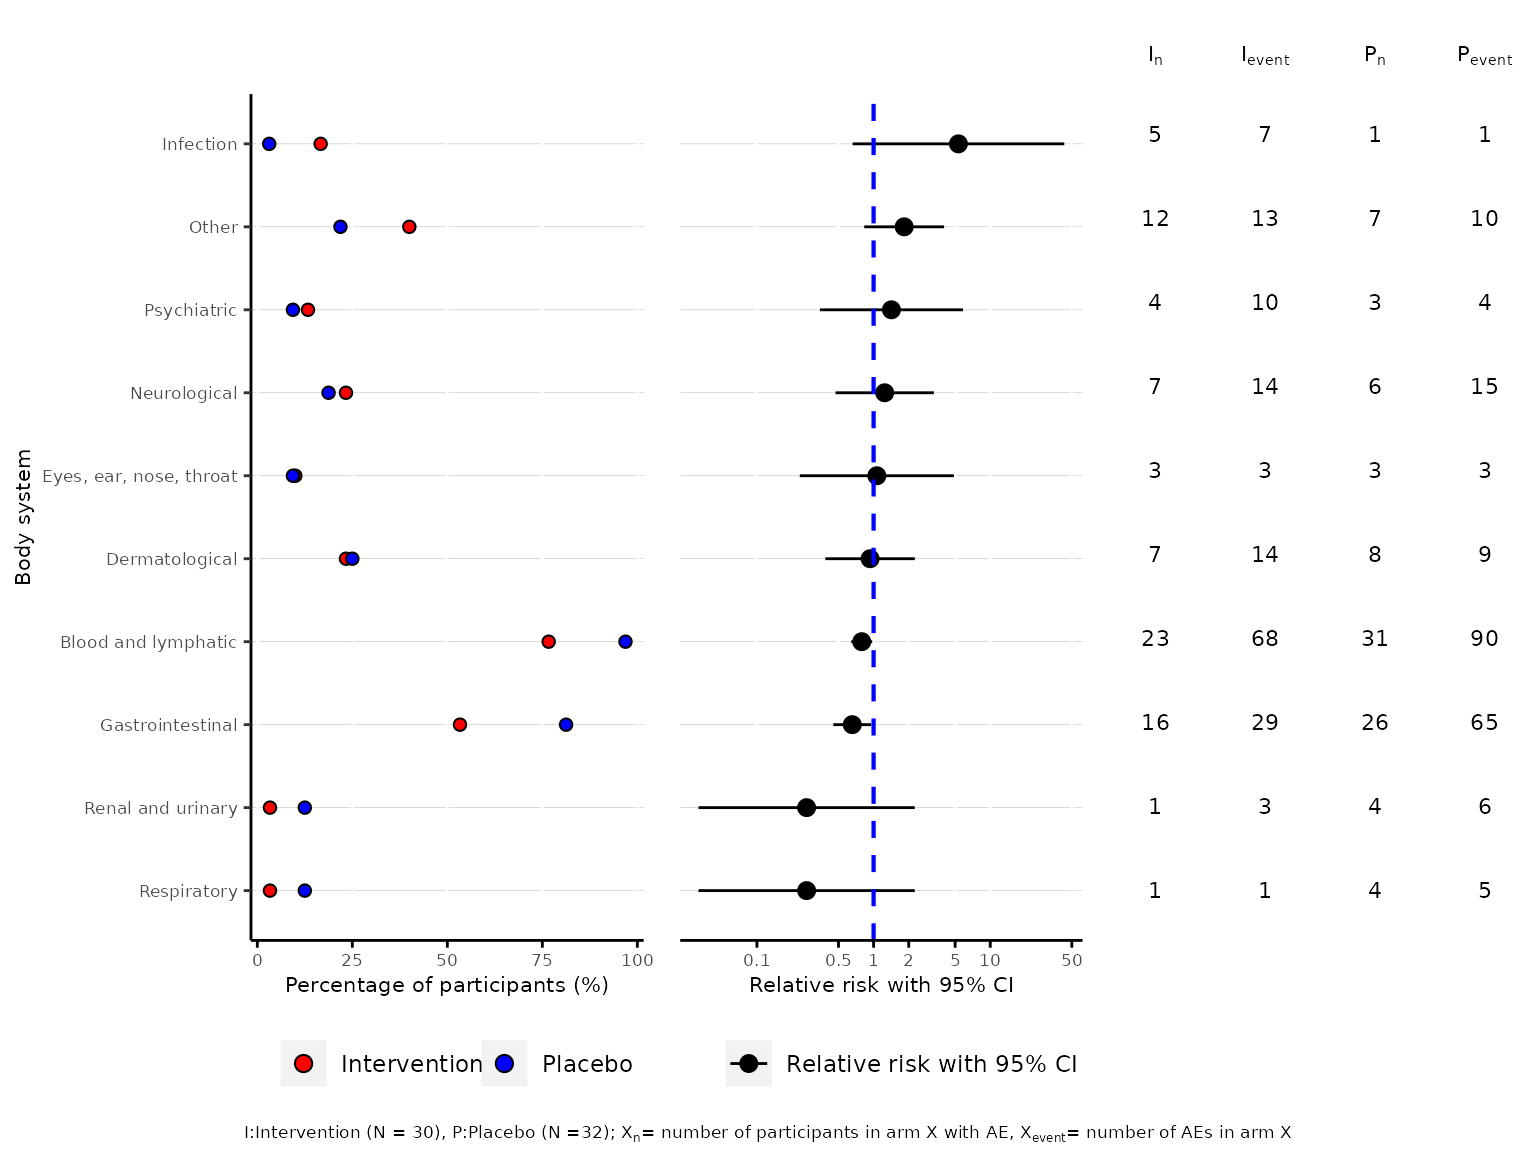 Iₙ Ievent Pₙ Pevent
Infection 5 7 1 1
Other 12 13 7 10
Psychiatric 4 10 3 4
Neurological 7 14 6 15
Eyes, ear, nose, throat 3 3 3 3
Dermatological 7 14 8 9
Blood and lymphatic 23 68 31 90
Gastrointestinal 16 29 26 65
Renal and urinary 1 3 4 6
Respiratory 1 1 4 5
Body system
0 25 50 75 100 0.1 0.5 1 2 5 10 50
Percentage of participants (%) Relative risk with 95% CI
Intervention Placebo Relative risk with 95% CI
I:Intervention (N = 30), P:Placebo (N =32); Xₙ= number of participants in arm X with AE, Xevent= number of AEs in arm X